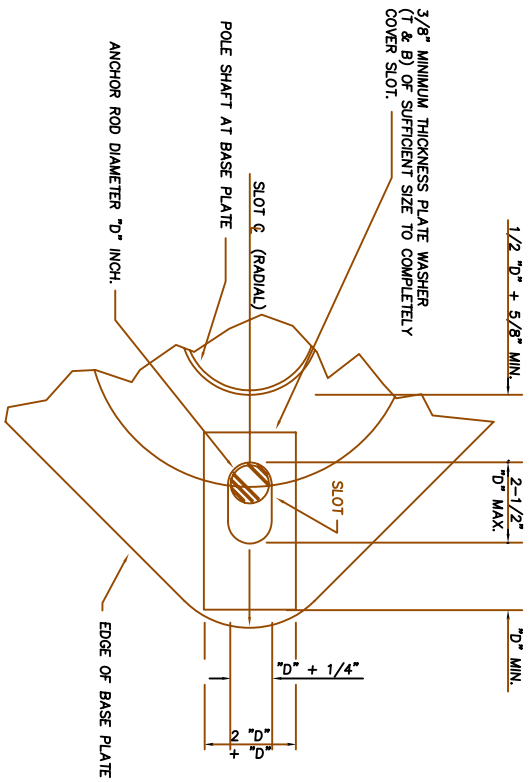 3/8" MINIMUM THICKNESS PLATE WASHER
(T & B) OF SUFFICIENT SIZE TO COMPLETELY
COVER SLOT.
POLE SHAFT AT BASE PLATE
ANCHOR ROD DIAMETER "D" INCH.
SLOT ℄ (RADIAL)
1/2 "D" + 5/8" MIN.
SLOT
2-1/2"
"D" MAX.
"D" MIN.
"D" + 1/4"
2 "D"
+ "D"
EDGE OF BASE PLATE